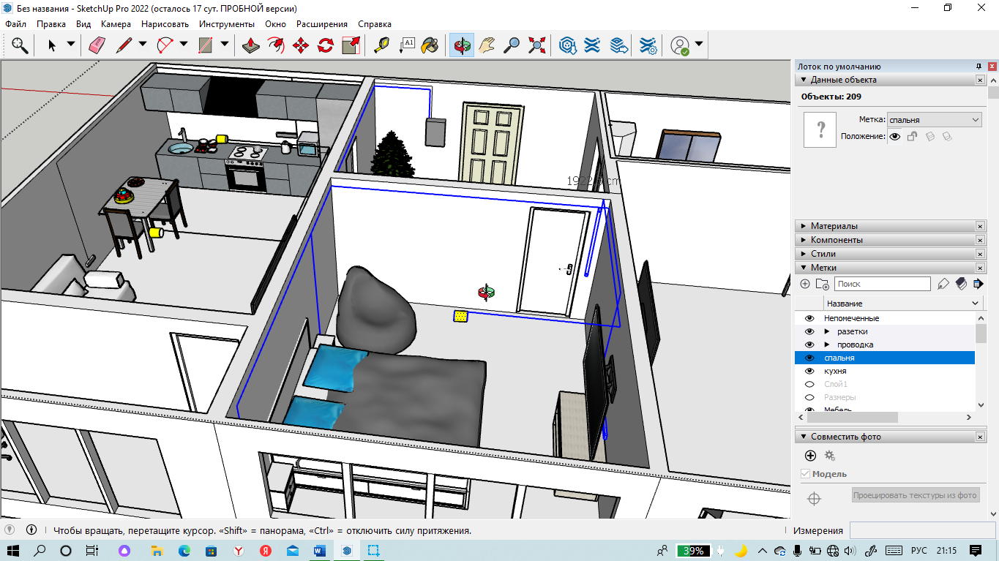 Без названия - SketchUp Pro 2022 (осталось 17 сут. ПРОБНОЙ версии)
Файл Правка Вид Камера Нарисовать Инструменты Окно Расширения Справка
A1
Лоток по умолчанию
Данные объекта
Объекты: 209
?
Метка: спальня
Положение:
Материалы
Компоненты
Стили
Метки
Поиск
Название
Непомеченные
разетки
проводка
спальня
кухня
Слой1
Размеры
Мебель
Совместить фото
Модель
Проецировать текстуры из фото
Чтобы вращать, перетащите курсор. «Shift» = панорама, «Ctrl» = отключить силу притяжения.
Измерения
39%
РУС
21:15